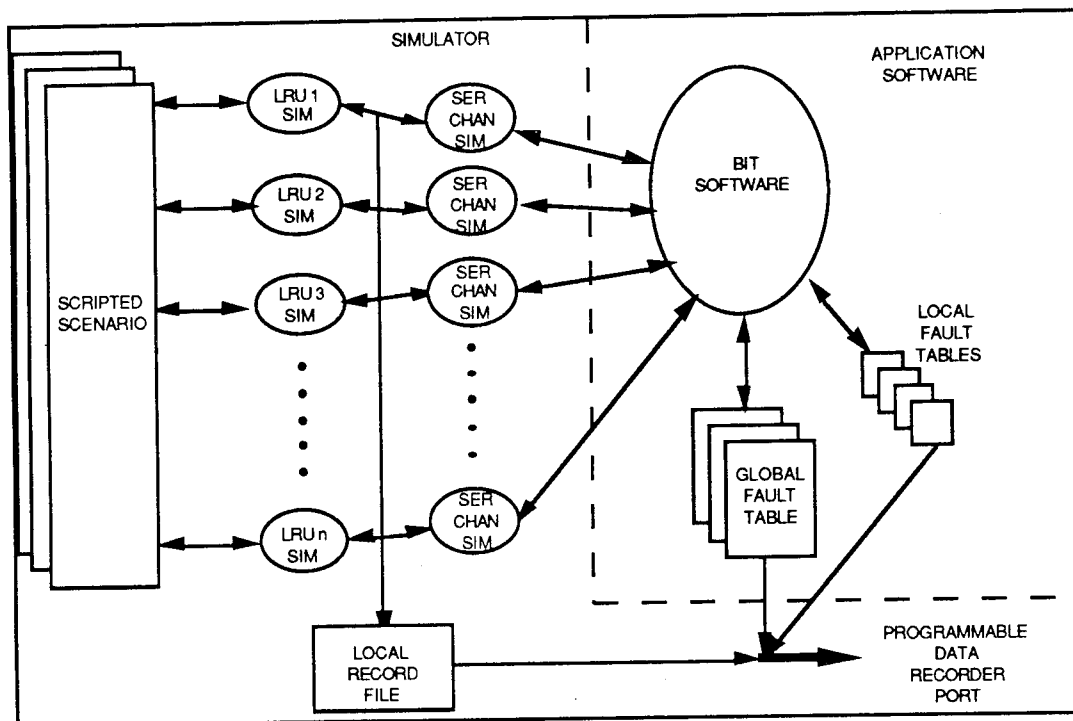 SIMULATOR
APPLICATION
SOFTWARE
LRU 1
SIM
SER
CHAN
SIM
BIT
SOFTWARE
LRU 2
SIM
SER
CHAN
SIM
SCRIPTED
SCENARIO
LRU 3
SIM
SER
CHAN
SIM
LOCAL
FAULT
TABLES
GLOBAL
FAULT
TABLE
LRU n
SIM
SER
CHAN
SIM
LOCAL
RECORD
FILE
PROGRAMMABLE
DATA
RECORDER
PORT